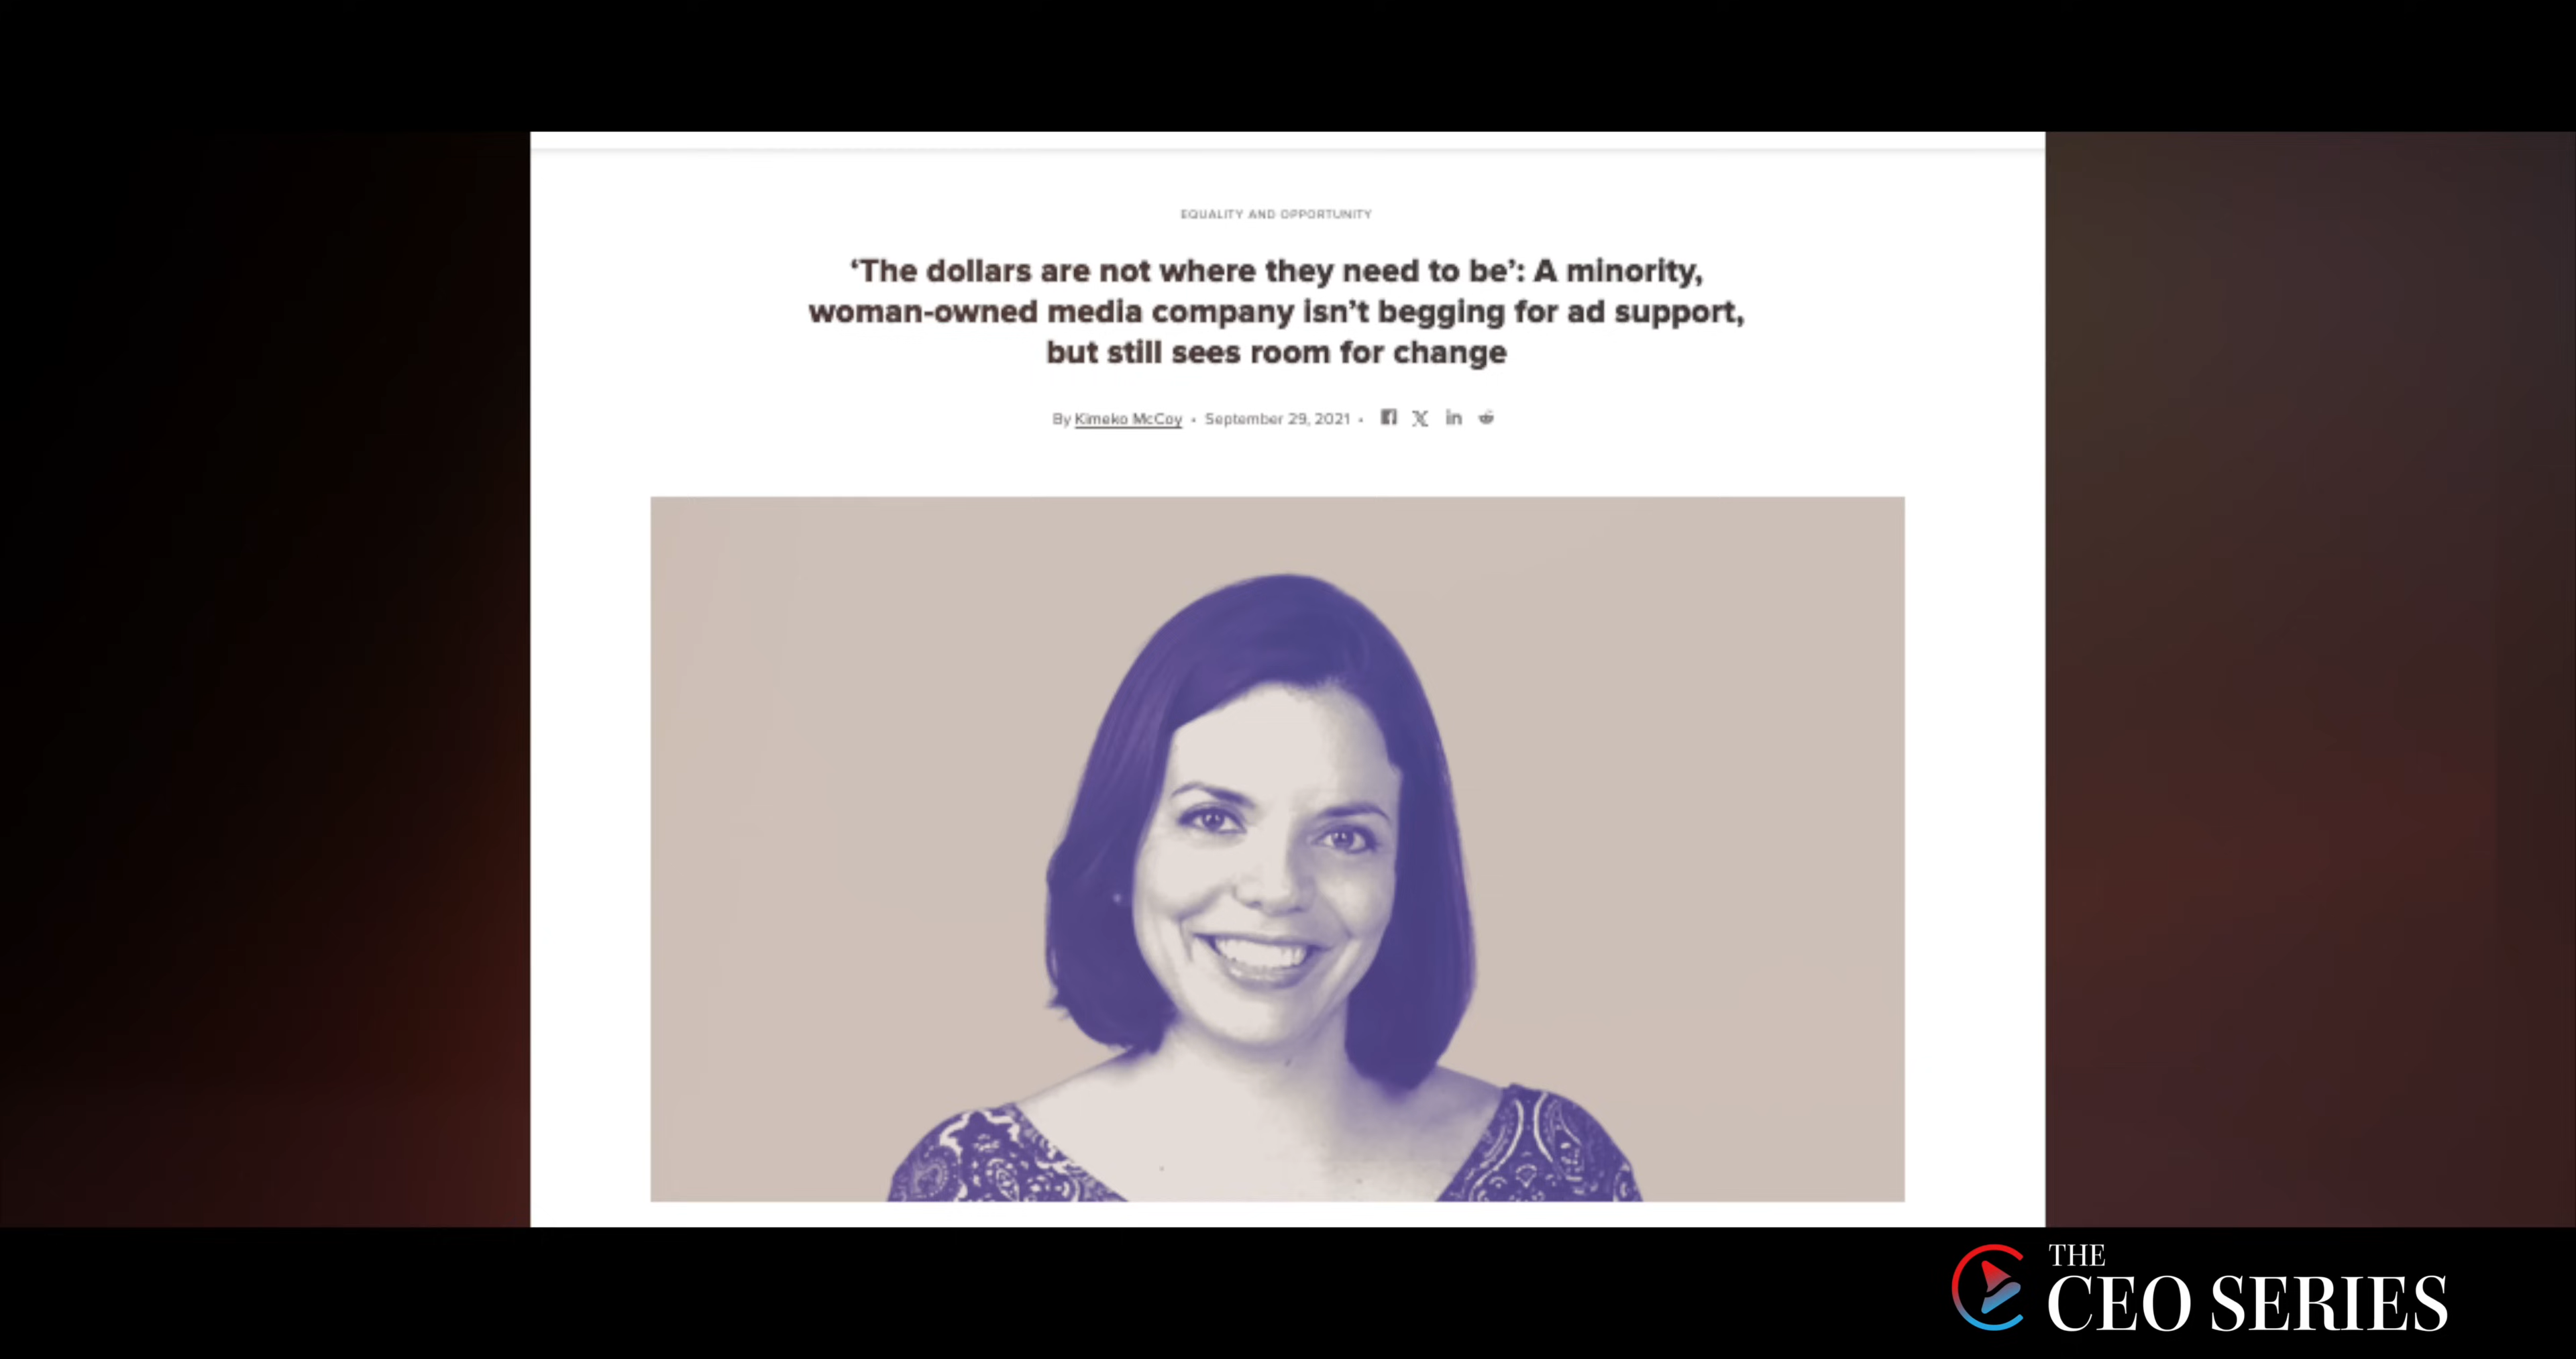 EQUALITY AND OPPORTUNITY
‘The dollars are not where they need to be’: A minority,
woman-owned media company isn’t begging for ad support,
but still sees room for change
By Kimeko McCoy • September 29, 2021 •
THE
CEO SERIES